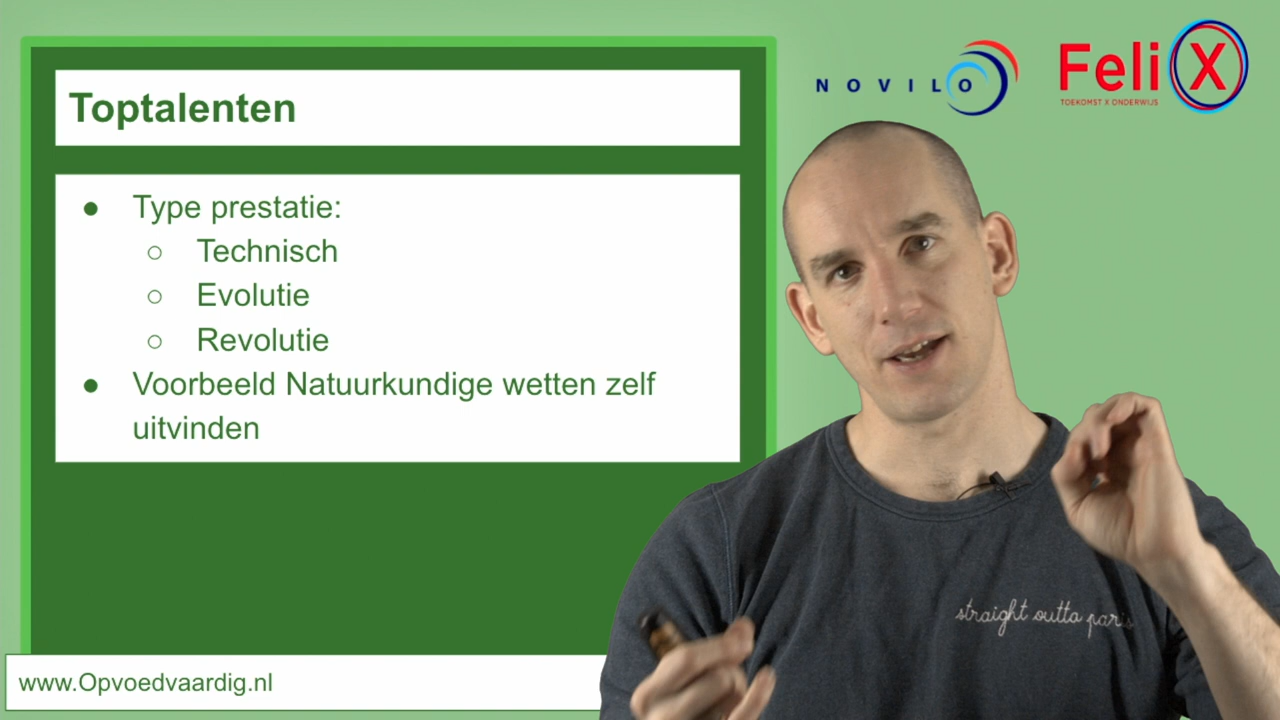 Toptalenten
● Type prestatie:
○ Technisch
○ Evolutie
○ Revolutie
● Voorbeeld Natuurkundige wetten zelf
uitvinden
www.Opvoedvaardig.nl
NOVILO
FeliX
TOEKOMST X ONDERWIJS
straight outta paris